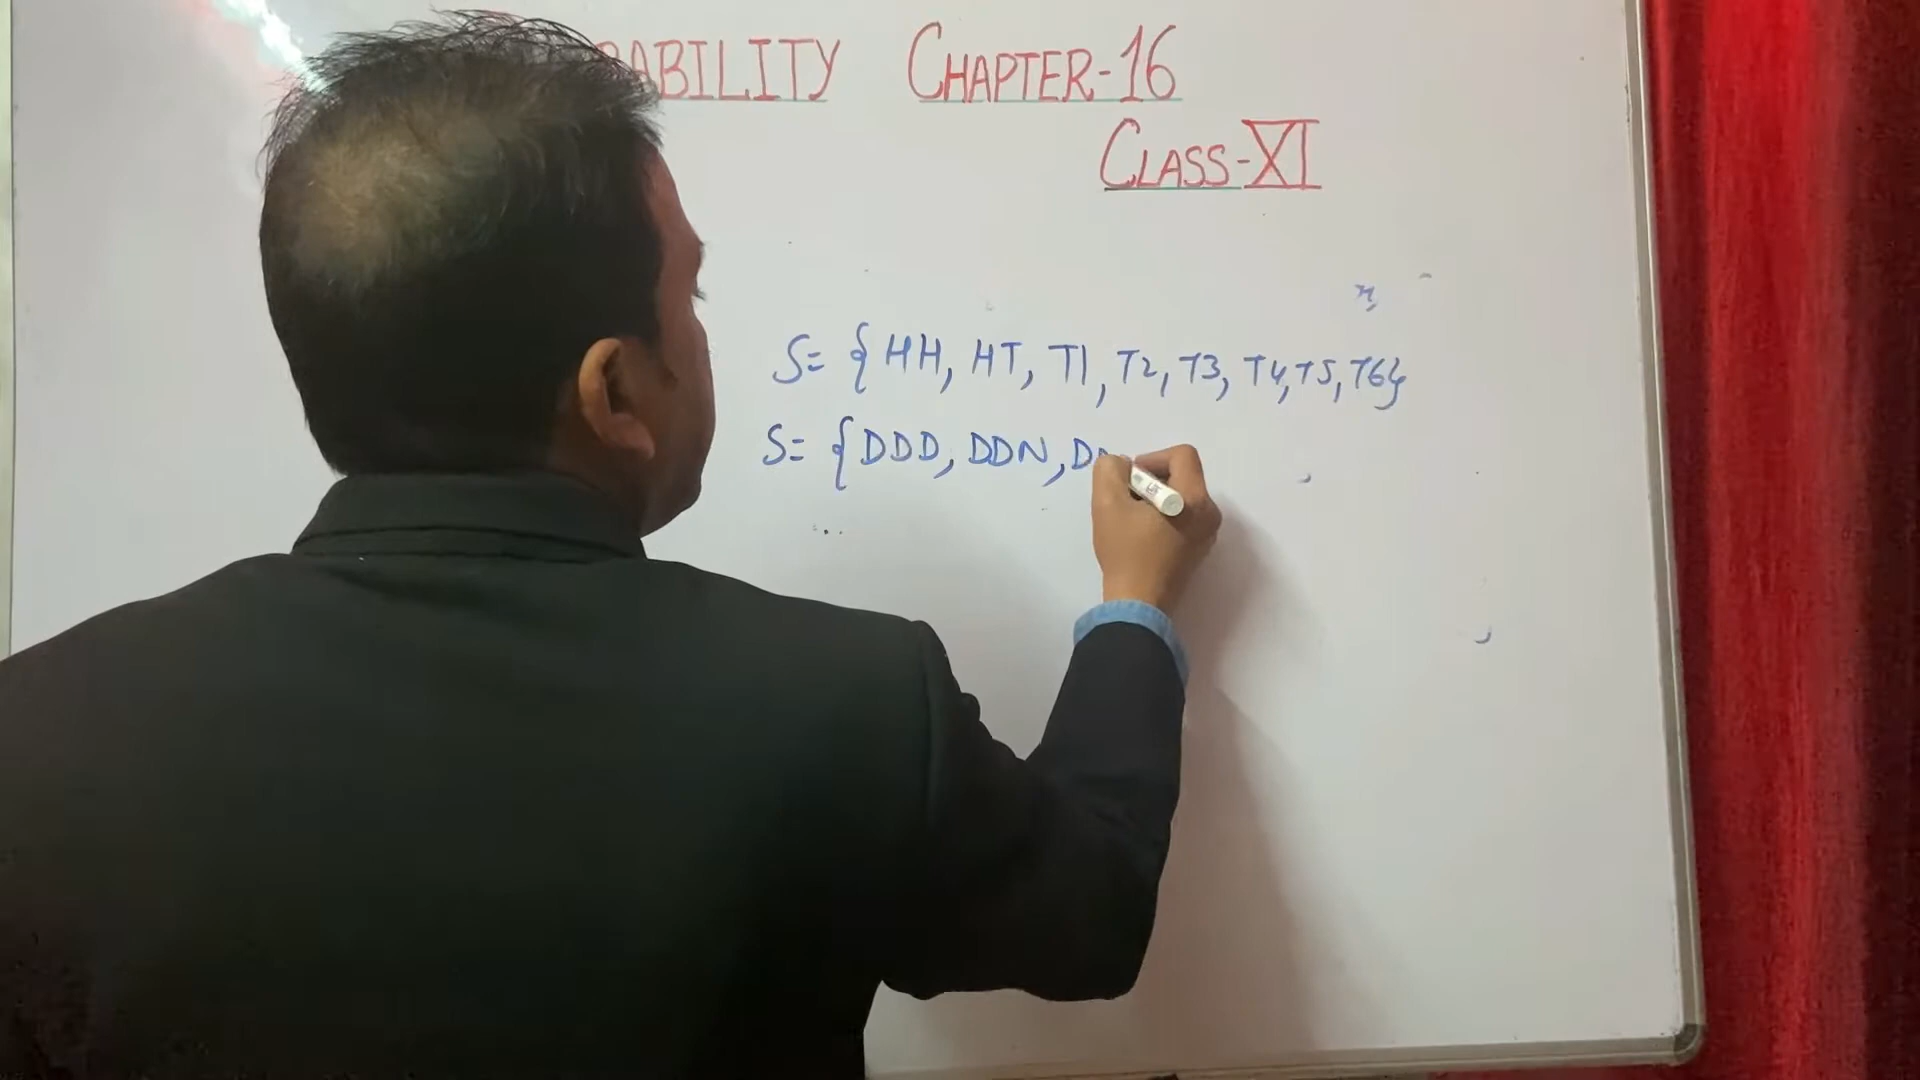 ABILITY CHAPTER-16
CLASS-XI
S= {HH, HT, T1, T2, T3, T4, T5, T6}
S= {DDD, DDN, D